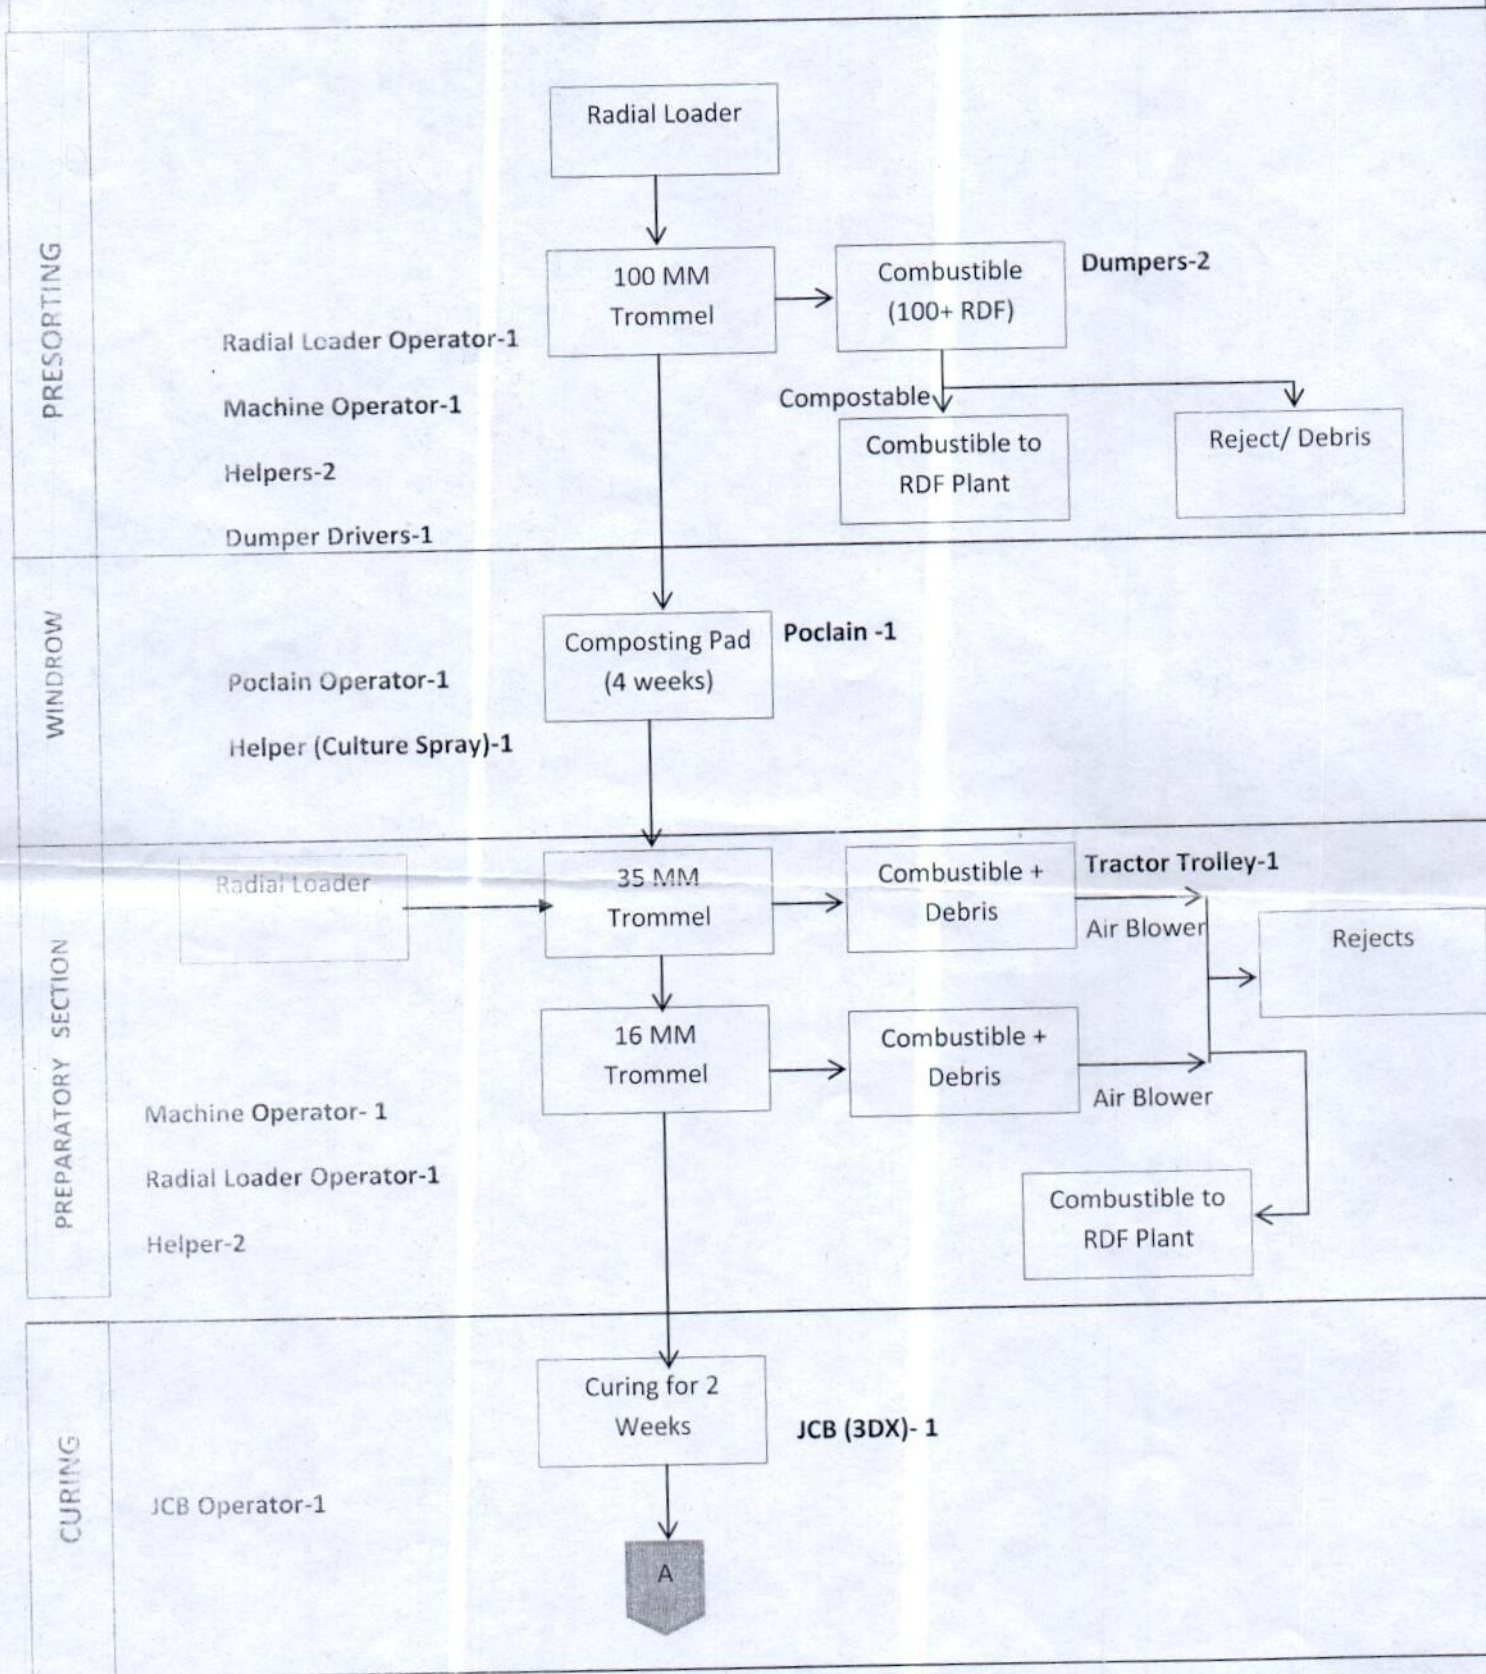 PRESORTING
Radial Loader
100 MM
Trommel
Combustible
(100+ RDF)
Dumpers-2
Radial Loader Operator-1
Machine Operator-1
Helpers-2
Dumper Drivers-1
Compostable
Combustible to
RDF Plant
Reject/ Debris
WINDROW
Composting Pad
(4 weeks)
Poclain -1
Poclain Operator-1
Helper (Culture Spray)-1
PREPARATORY SECTION
Radial Loader
35 MM
Trommel
Combustible +
Debris
Tractor Trolley-1
Air Blower
Rejects
16 MM
Trommel
Combustible +
Debris
Air Blower
Machine Operator- 1
Radial Loader Operator-1
Helper-2
Combustible to
RDF Plant
CURING
Curing for 2
Weeks
JCB (3DX)- 1
JCB Operator-1
A